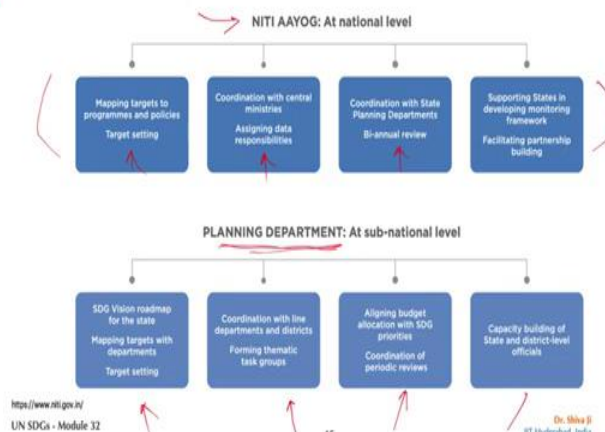 NITI AAYOG: At national level
Mapping targets to
programmes and policies
Target setting
Coordination with central
ministries
Assigning data
responsibilities
Coordination with State
Planning Departments
Bi-annual review
Supporting States in
developing monitoring
framework
Facilitating partnership
building
PLANNING DEPARTMENT: At sub-national level
SDG Vision roadmap
for the state
Mapping targets with
departments
Target setting
Coordination with line
departments and districts
Forming thematic
task groups
Aligning budget
allocation with SDG
priorities
Coordination of
periodic reviews
Capacity building of
State and district-level
officials
https://www.niti.gov.in/
UN SDGs - Module 32
Dr. Shiva Ji
IIT Hyderabad, India